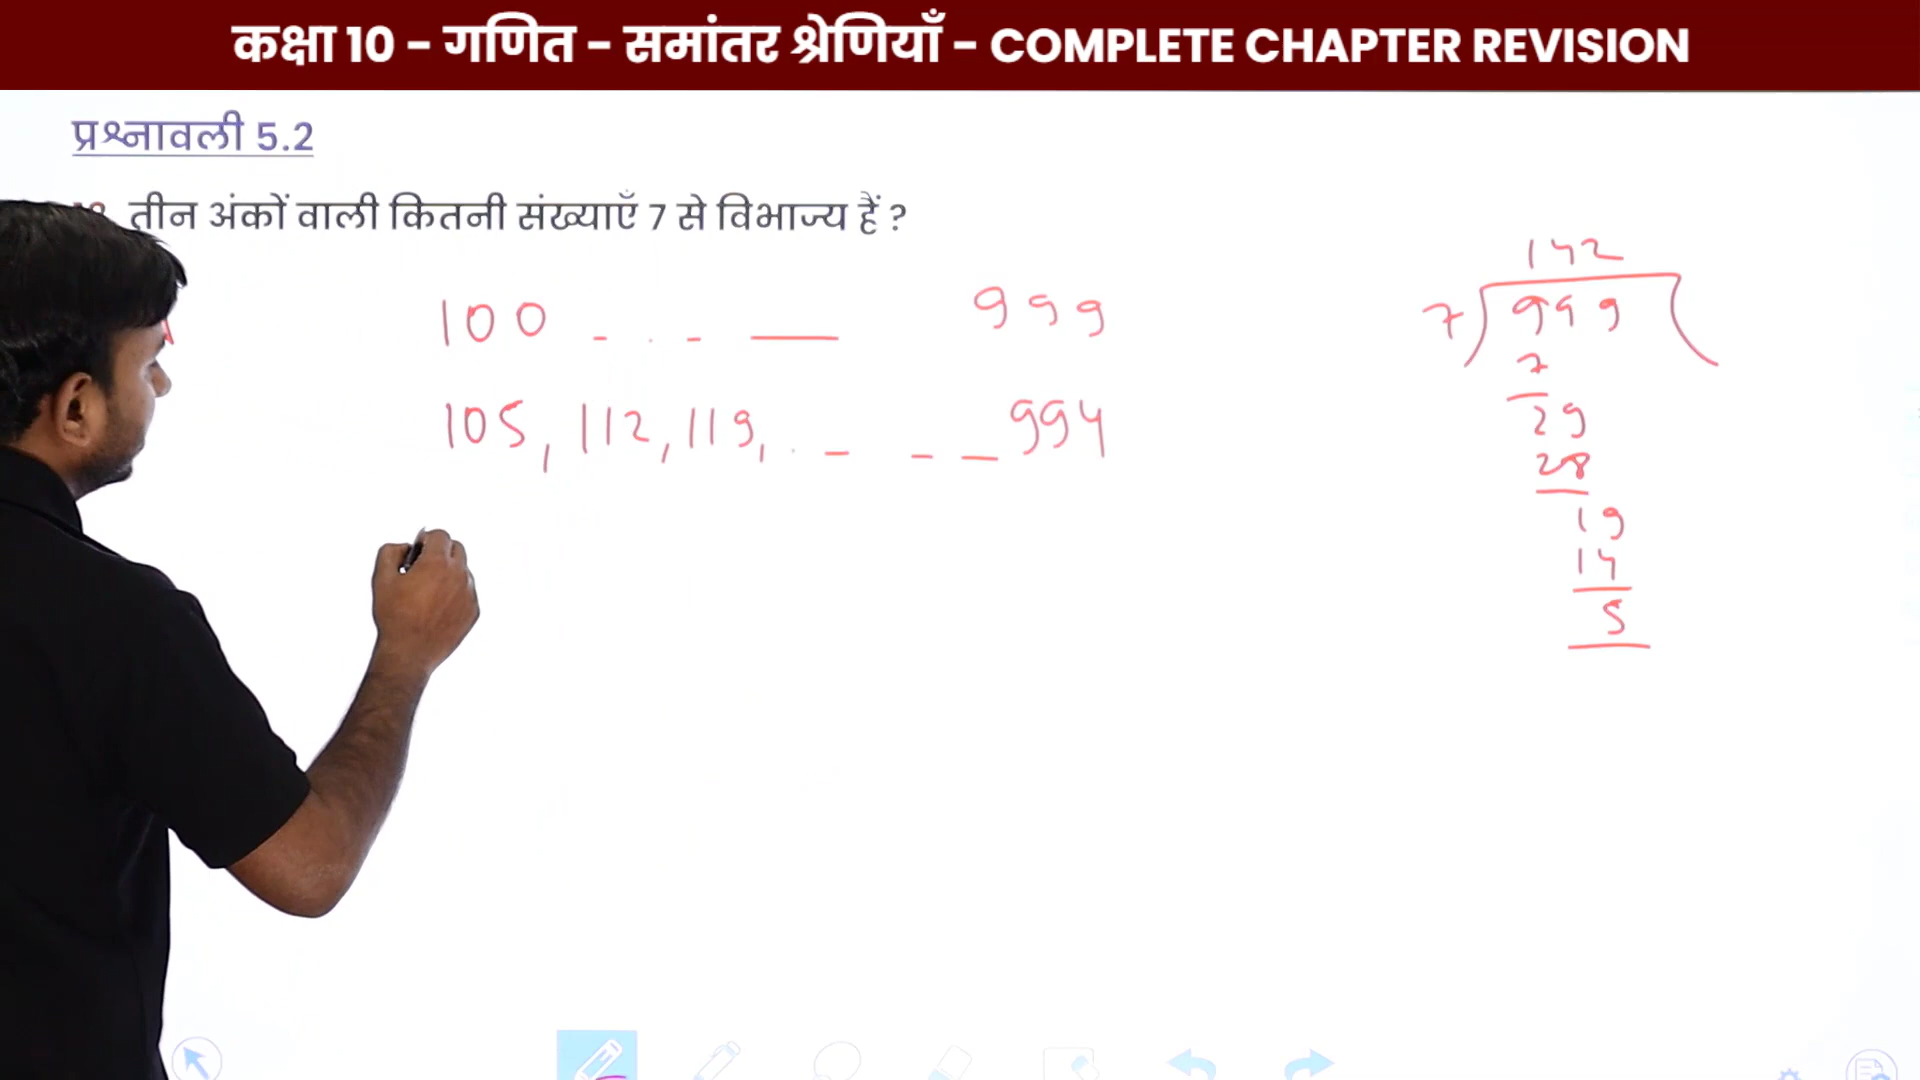 कक्षा 10 – गणित – समांतर श्रेणियाँ – COMPLETE CHAPTER REVISION
प्रश्नावली 5.2
तीन अंकों वाली कितनी संख्याएँ 7 से विभाज्य हैं ?
100 - . - — 999
105, 112, 119, . - - — 994
142
7 999
7
29
28
19
14
5